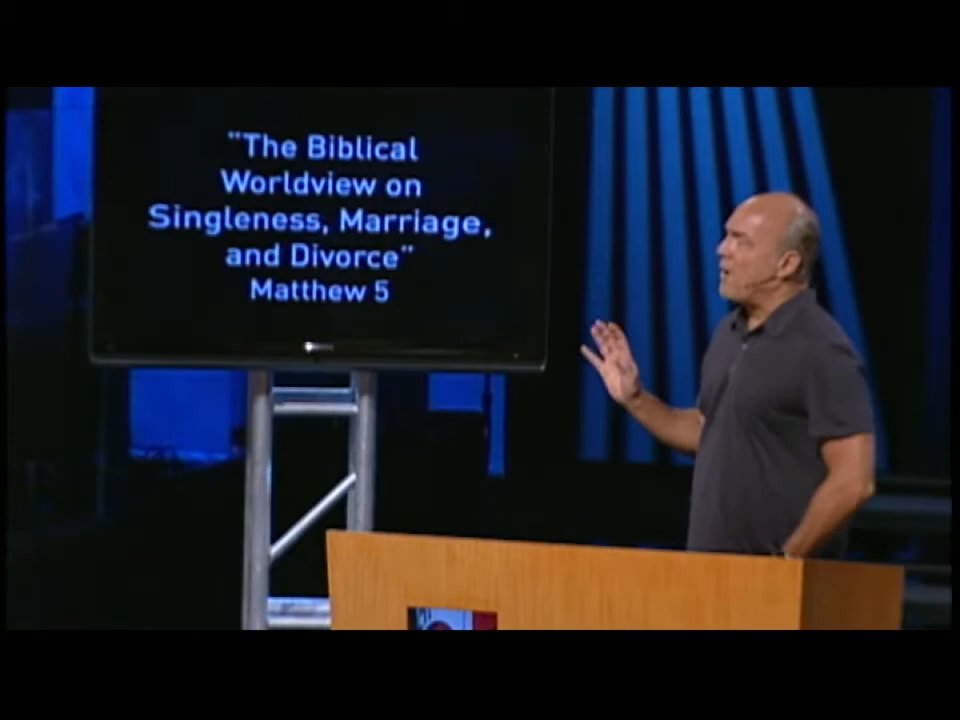 "The Biblical
Worldview on
Singleness, Marriage,
and Divorce"
Matthew 5